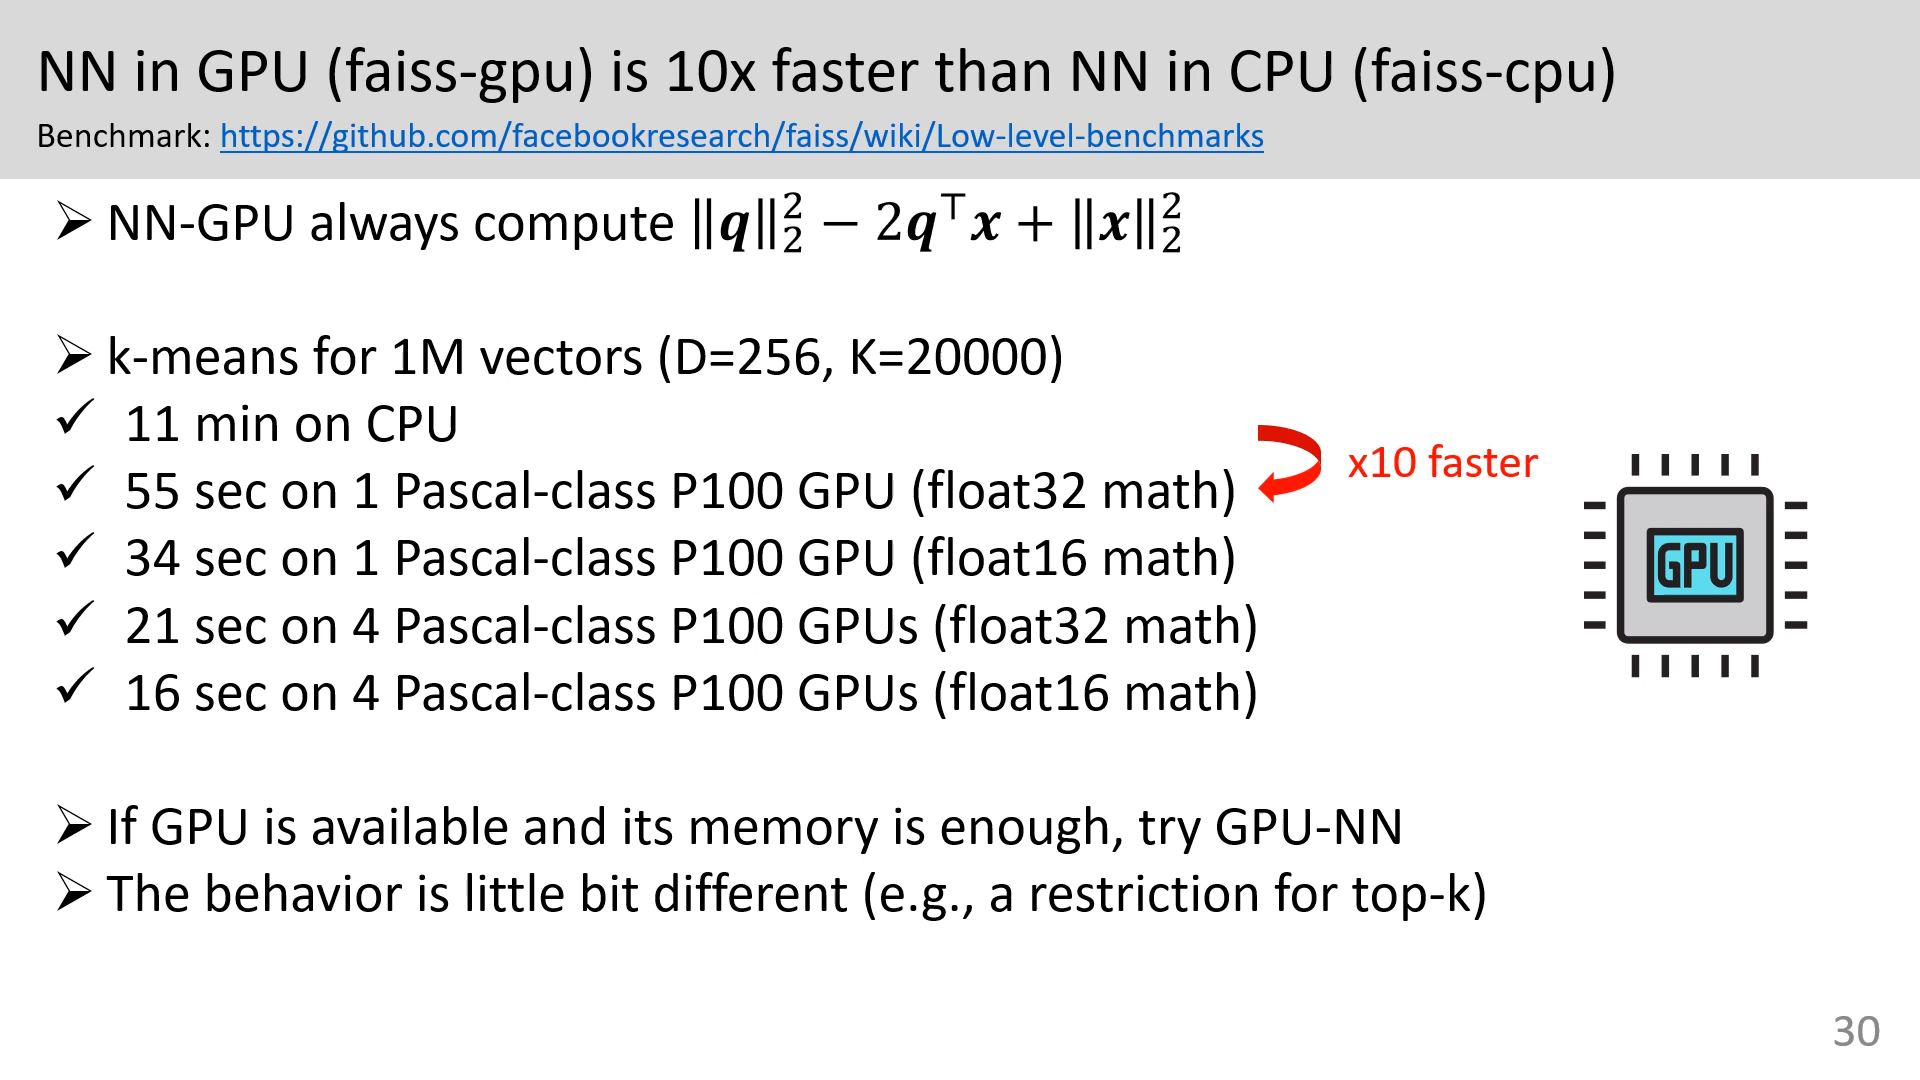 NN in GPU (faiss-gpu) is 10x faster than NN in CPU (faiss-cpu)
Benchmark: https://github.com/facebookresearch/faiss/wiki/Low-level-benchmarks
➢ NN-GPU always compute ‖𝒒‖₂² − 2𝒒⊤𝒙 + ‖𝒙‖₂²
➢ k-means for 1M vectors (D=256, K=20000)
✓ 11 min on CPU
✓ 55 sec on 1 Pascal-class P100 GPU (float32 math)
x10 faster
✓ 34 sec on 1 Pascal-class P100 GPU (float16 math)
✓ 21 sec on 4 Pascal-class P100 GPUs (float32 math)
✓ 16 sec on 4 Pascal-class P100 GPUs (float16 math)
GPU
➢ If GPU is available and its memory is enough, try GPU-NN
➢ The behavior is little bit different (e.g., a restriction for top-k)
30